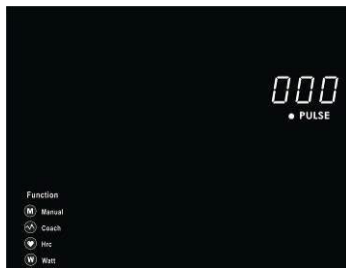 000
PULSE
Function
M Manual
Coach
Hrc
W Watt